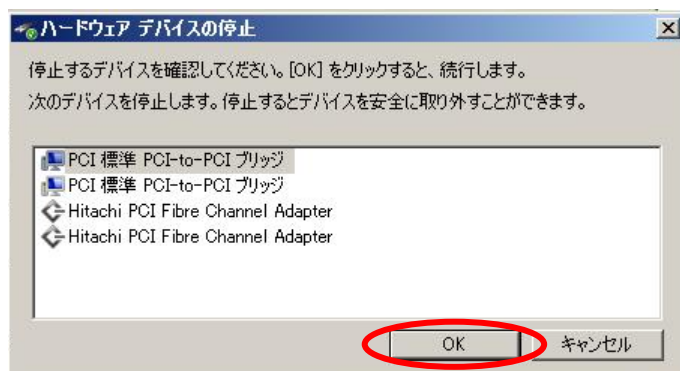 ハードウェア デバイスの停止
停止するデバイスを確認してください。[OK] をクリックすると、続行します。
次のデバイスを停止します。停止するとデバイスを安全に取り外すことができます。
PCI 標準 PCI-to-PCI ブリッジ
PCI 標準 PCI-to-PCI ブリッジ
Hitachi PCI Fibre Channel Adapter
Hitachi PCI Fibre Channel Adapter
OK キャンセル